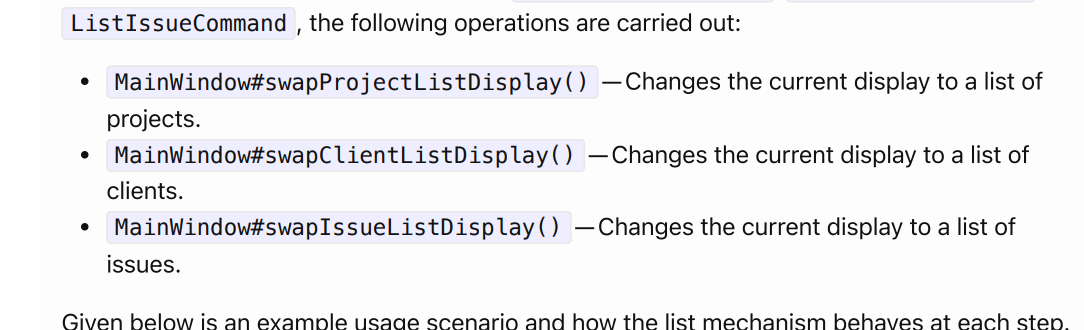 ListIssueCommand, the following operations are carried out:
• MainWindow#swapProjectListDisplay() — Changes the current display to a list of
projects.
• MainWindow#swapClientListDisplay() — Changes the current display to a list of
clients.
• MainWindow#swapIssueListDisplay() — Changes the current display to a list of
issues.
Given below is an example usage scenario and how the list mechanism behaves at each step.